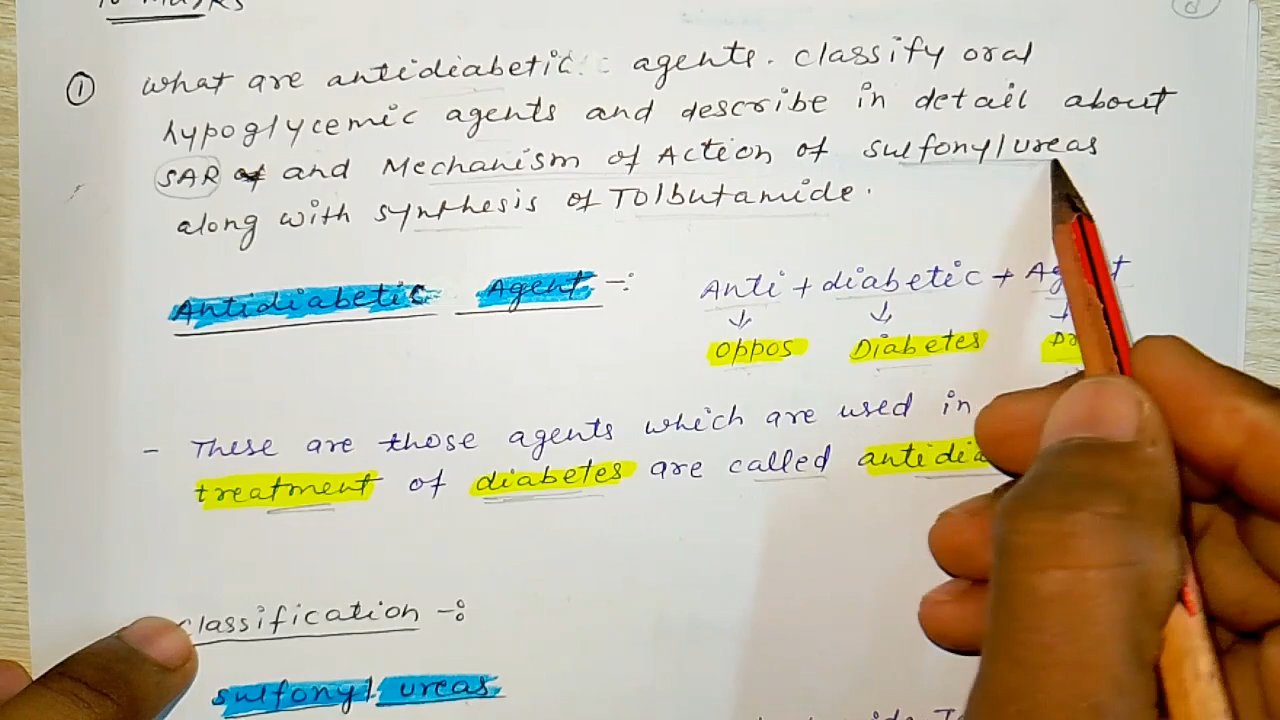 10 Marks
① What are antidiabetic agents. classify oral
hypoglycemic agents and describe in detail about
SAR and Mechanism of Action of sulfonylureas
along with synthesis of Tolbutamide.
Antidiabetic Agent -: Anti + diabetic + Agent
Oppos Diabetes
- These are those agents which are used in
treatment of diabetes are called
classification -:
sulfonyl ureas